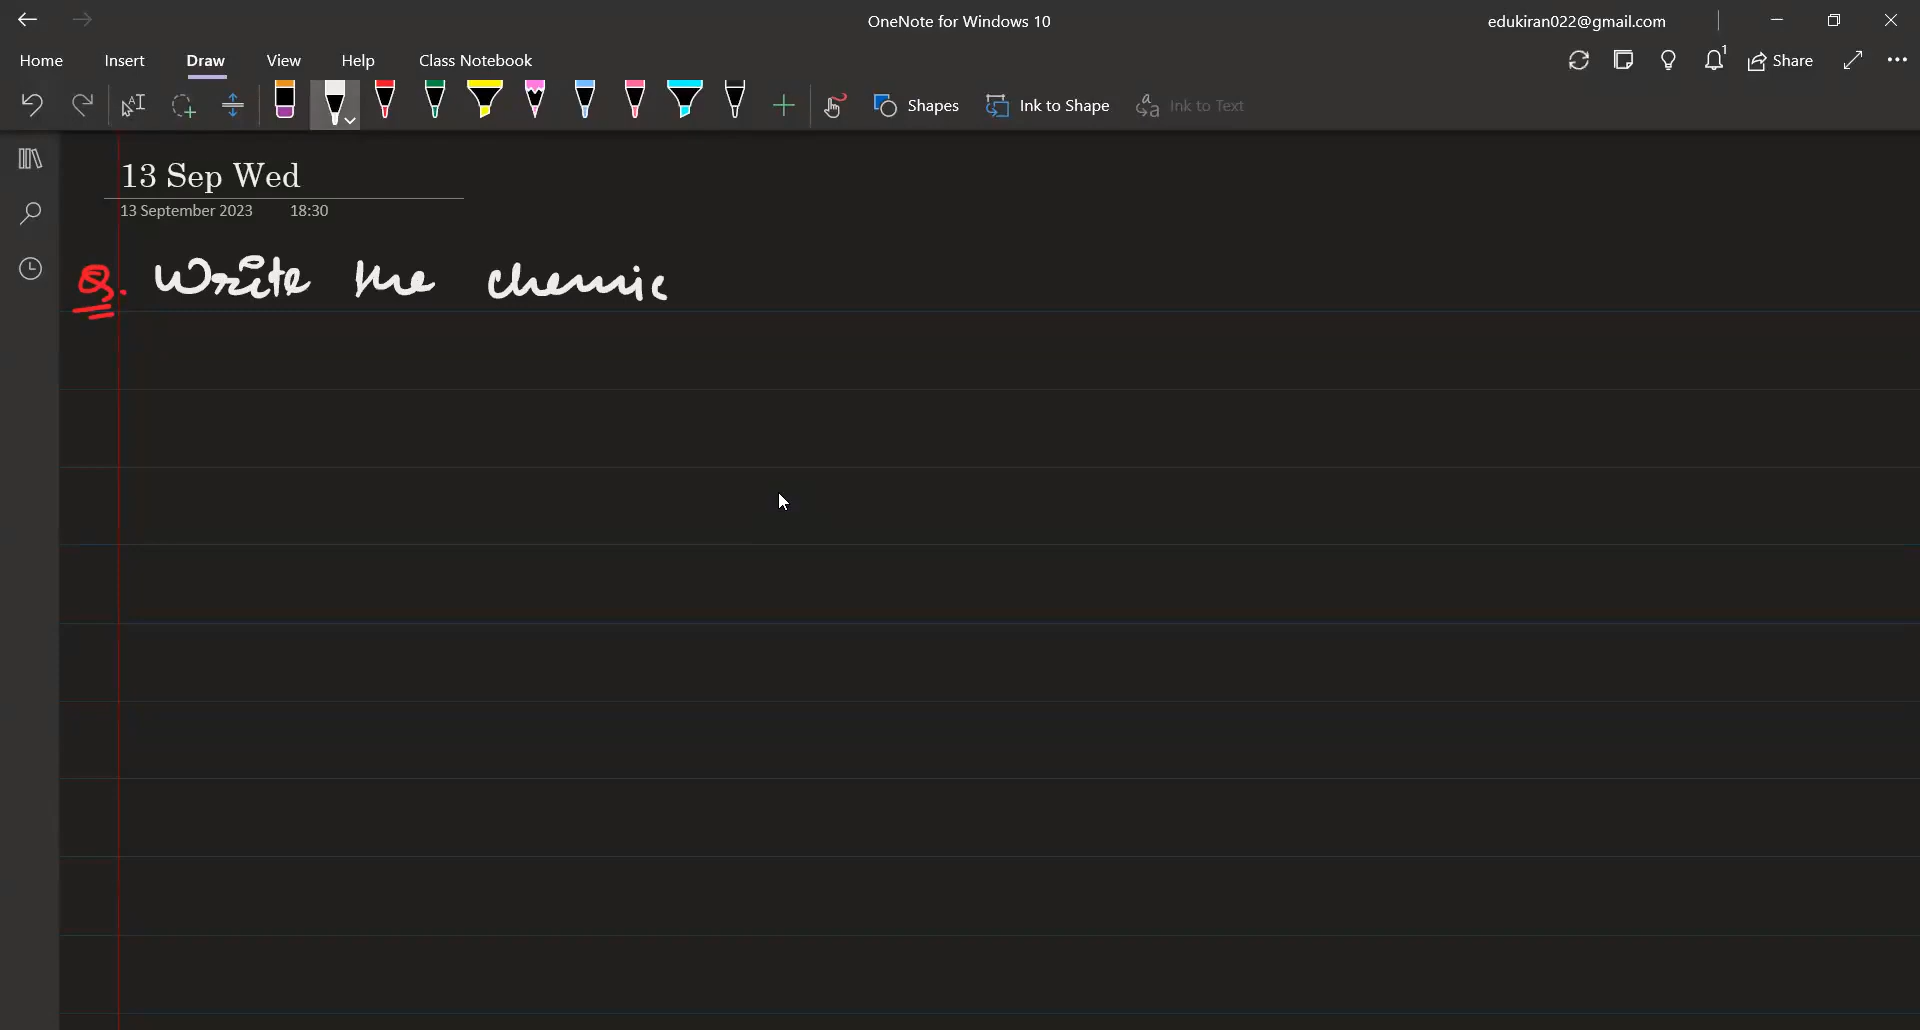 OneNote for Windows 10
edukiran022@gmail.com
Home Insert Draw View Help Class Notebook
1
Share
Shapes Ink to Shape Ink to Text
13 Sep Wed
13 September 2023 18:30
Q. Write the chemic